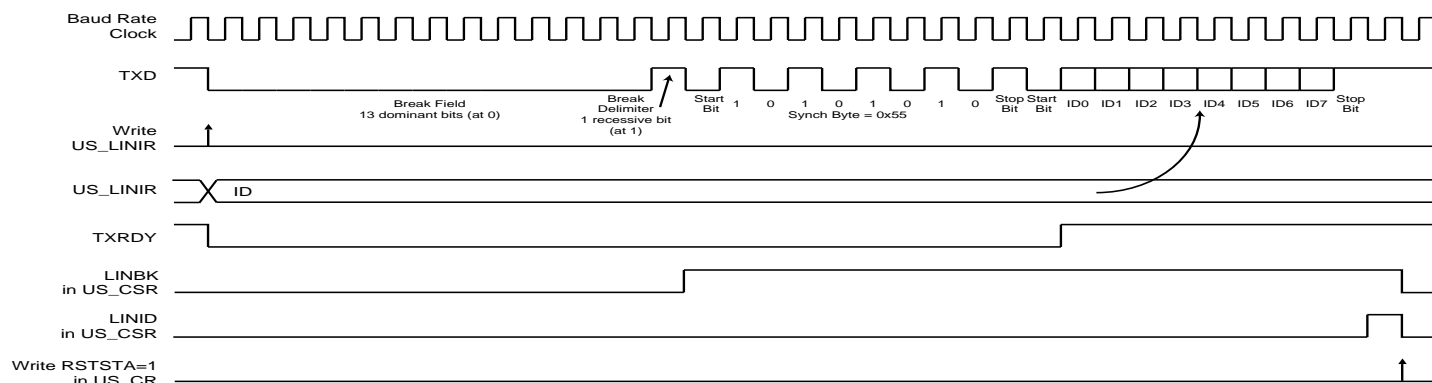 Baud Rate
Clock
TXD
Break Field
13 dominant bits (at 0)
Break
Delimiter
1 recessive bit
(at 1)
Start
Bit
1 0 1 0 1 0 1 0
Synch Byte = 0x55
Stop
Bit
Start
Bit
ID0 ID1 ID2 ID3 ID4 ID5 ID6 ID7
Stop
Bit
Write
US_LINIR
US_LINIR
ID
TXRDY
LINBK
in US_CSR
LINID
in US_CSR
Write RSTSTA=1
in US_CR